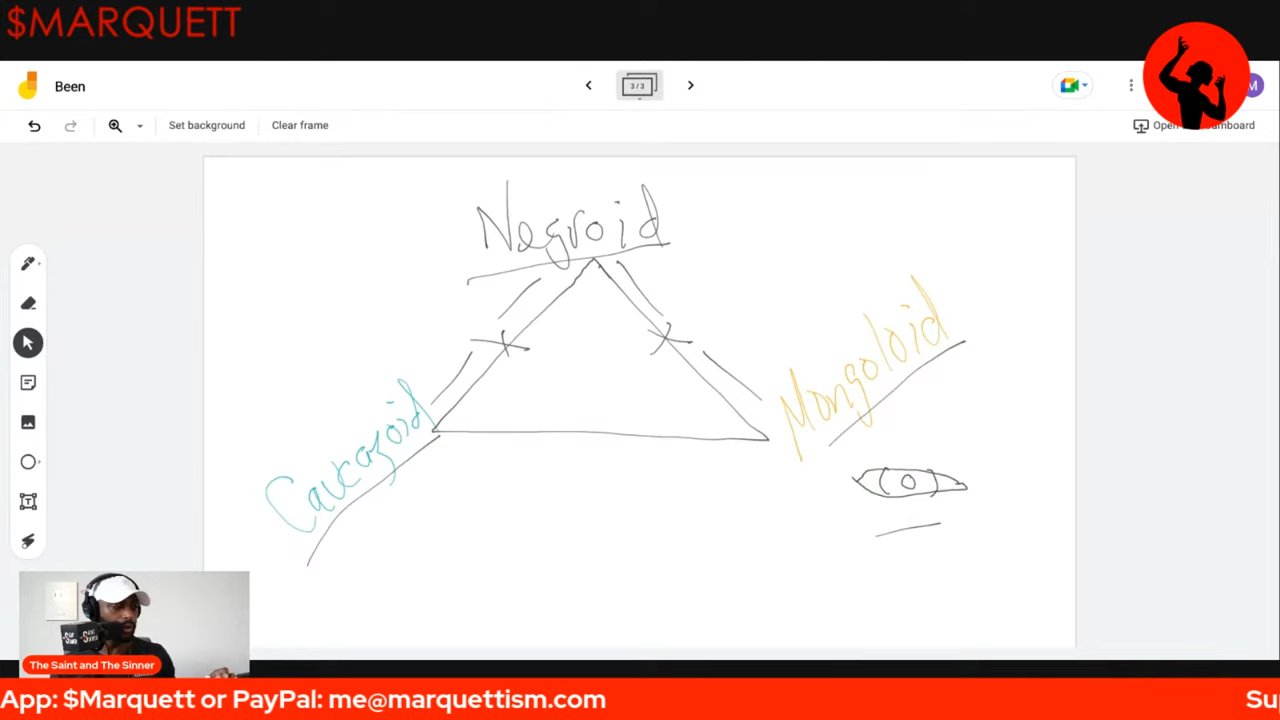 $MARQUETT
Been
3 / 3
M
Set background
Clear frame
Open
Negroid
Mongoloid
Caucazoid
The Saint and The Sinner
App: $Marquett or PayPal: me@marquettism.com
Su